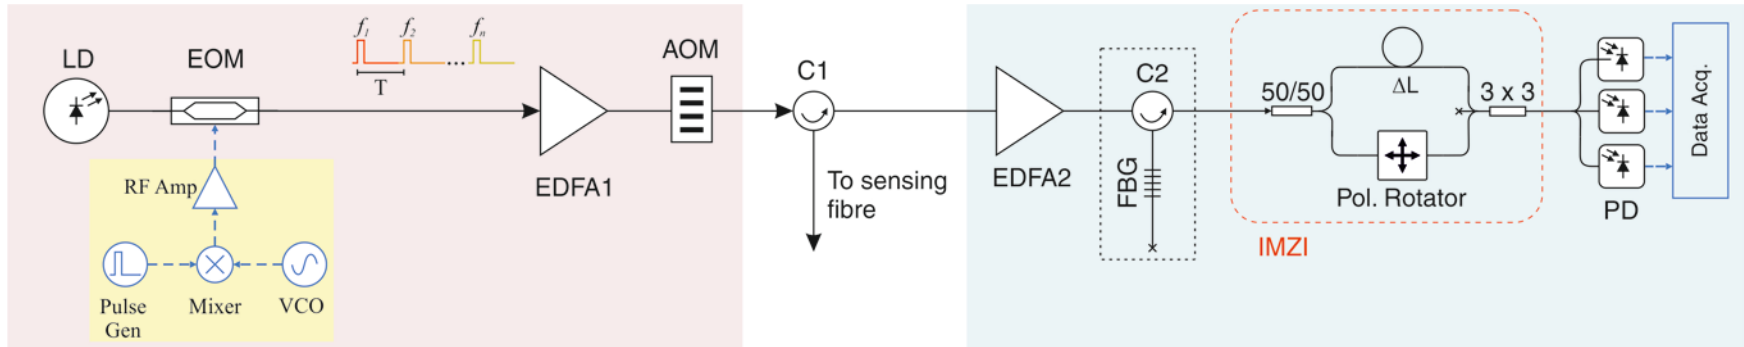 LD
EOM
f1
f2
fn
T
EDFA1
AOM
C1
To sensing
fibre
RF Amp
Pulse
Gen
Mixer
VCO
EDFA2
C2
FBG
50/50
ΔL
3 x 3
Pol. Rotator
IMZI
PD
Data Acq.